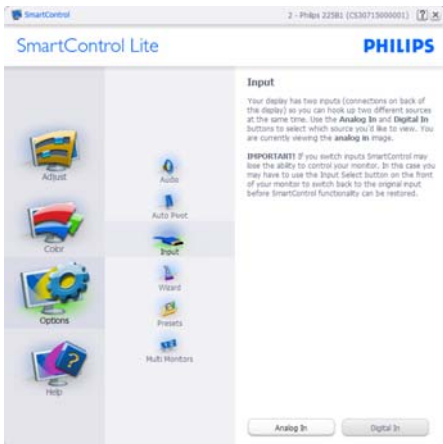 SmartControl
2 - Philips 225B1 (CS30715000001)
SmartControl Lite
PHILIPS
Adjust
Color
Options
Help
Audio
Auto Pivot
Input
Wizard
Presets
Multi Monitors
Input
Your display has two inputs (connections on back of
the display) so you can hook up two different sources
at the same time. Use the Analog In and Digital In
buttons to select which source you'd like to view. You
are currently viewing the analog in image.
IMPORTANT! If you switch inputs SmartControl may
lose the ability to control your monitor. In this case you
may have to use the Input Select button on the front
of your monitor to switch back to the original input
before SmartControl functionality can be restored.
Analog In
Digital In